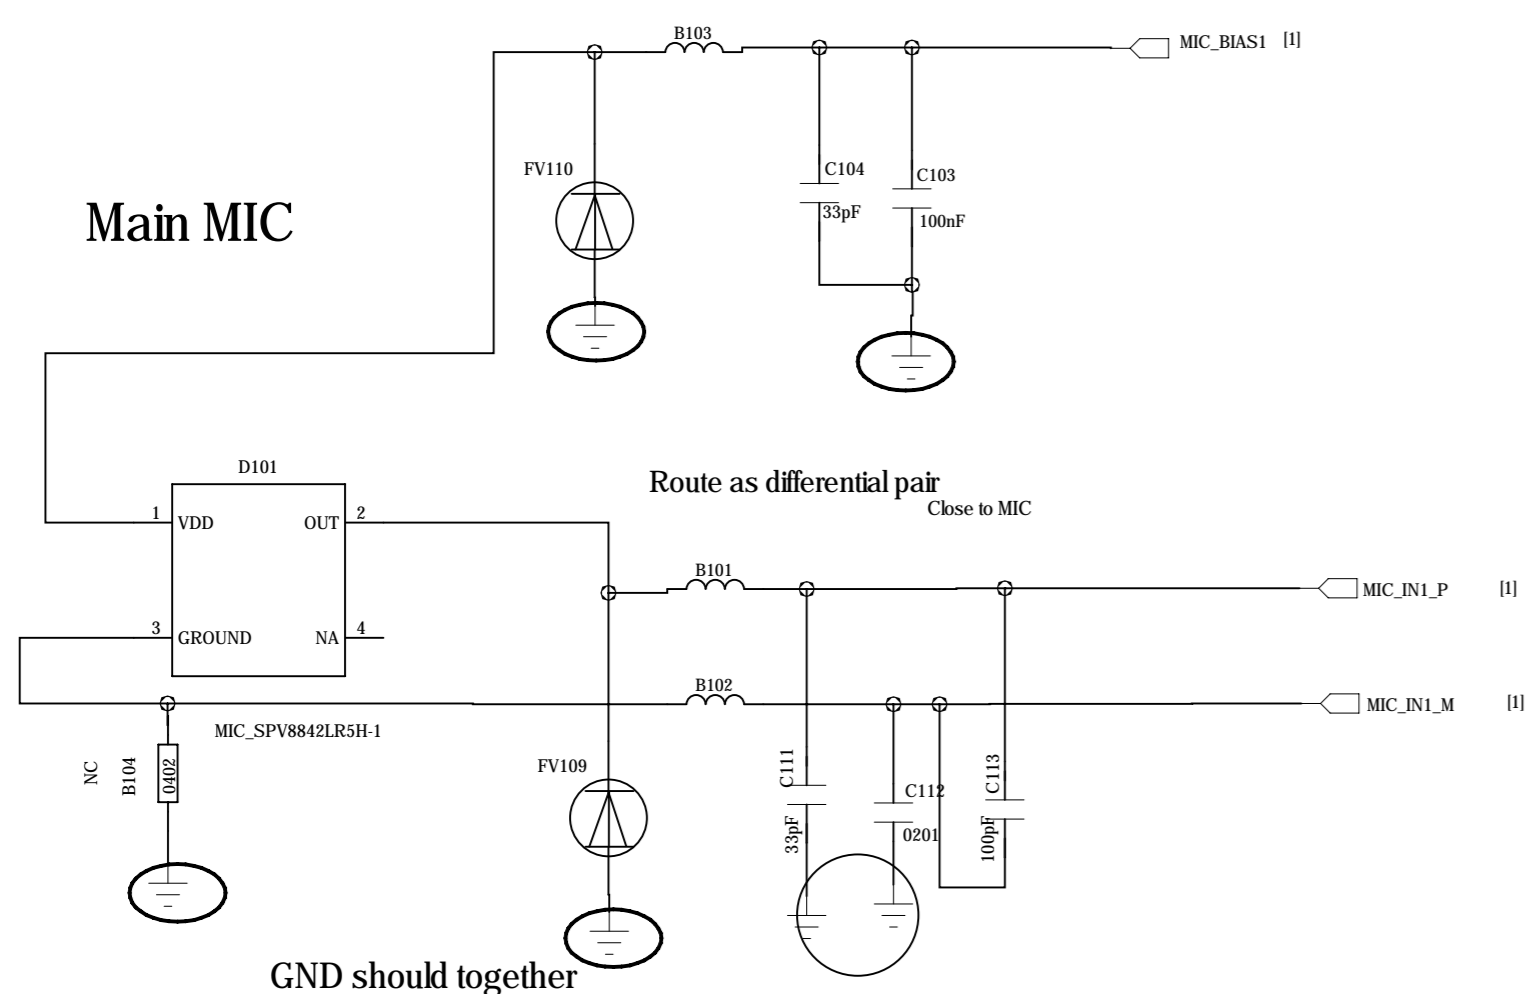 B103
MIC_BIAS1 [1]
FV110
C104
33pF
C103
100nF
Main MIC
D101
Route as differential pair
Close to MIC
1 VDD OUT 2
B101
MIC_IN1_P [1]
3 GROUND NA 4
B102
MIC_IN1_M [1]
MIC_SPV8842LR5H-1
NC
B104
0402
FV109
C111
33pF
C112
0201
C113
100pF
GND should together